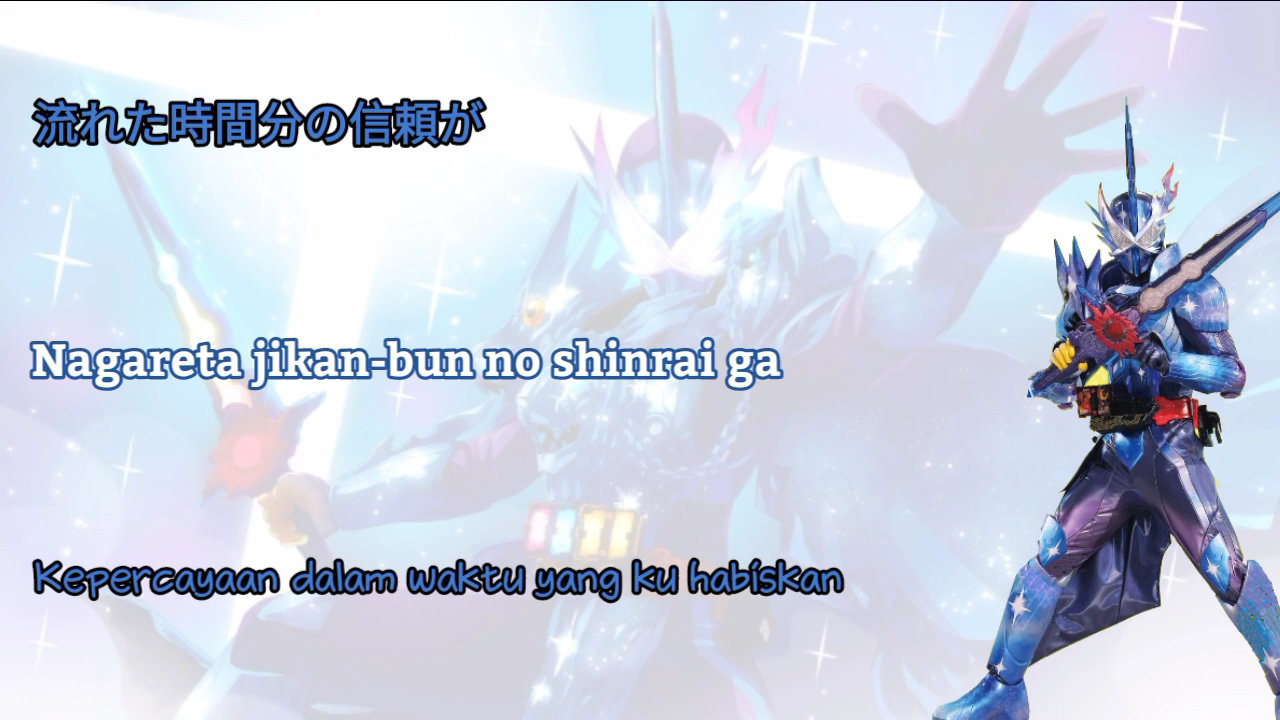 流れた時間分の信頼が
Nagareta jikan-bun no shinrai ga
Kepercayaan dalam waktu yang ku habiskan